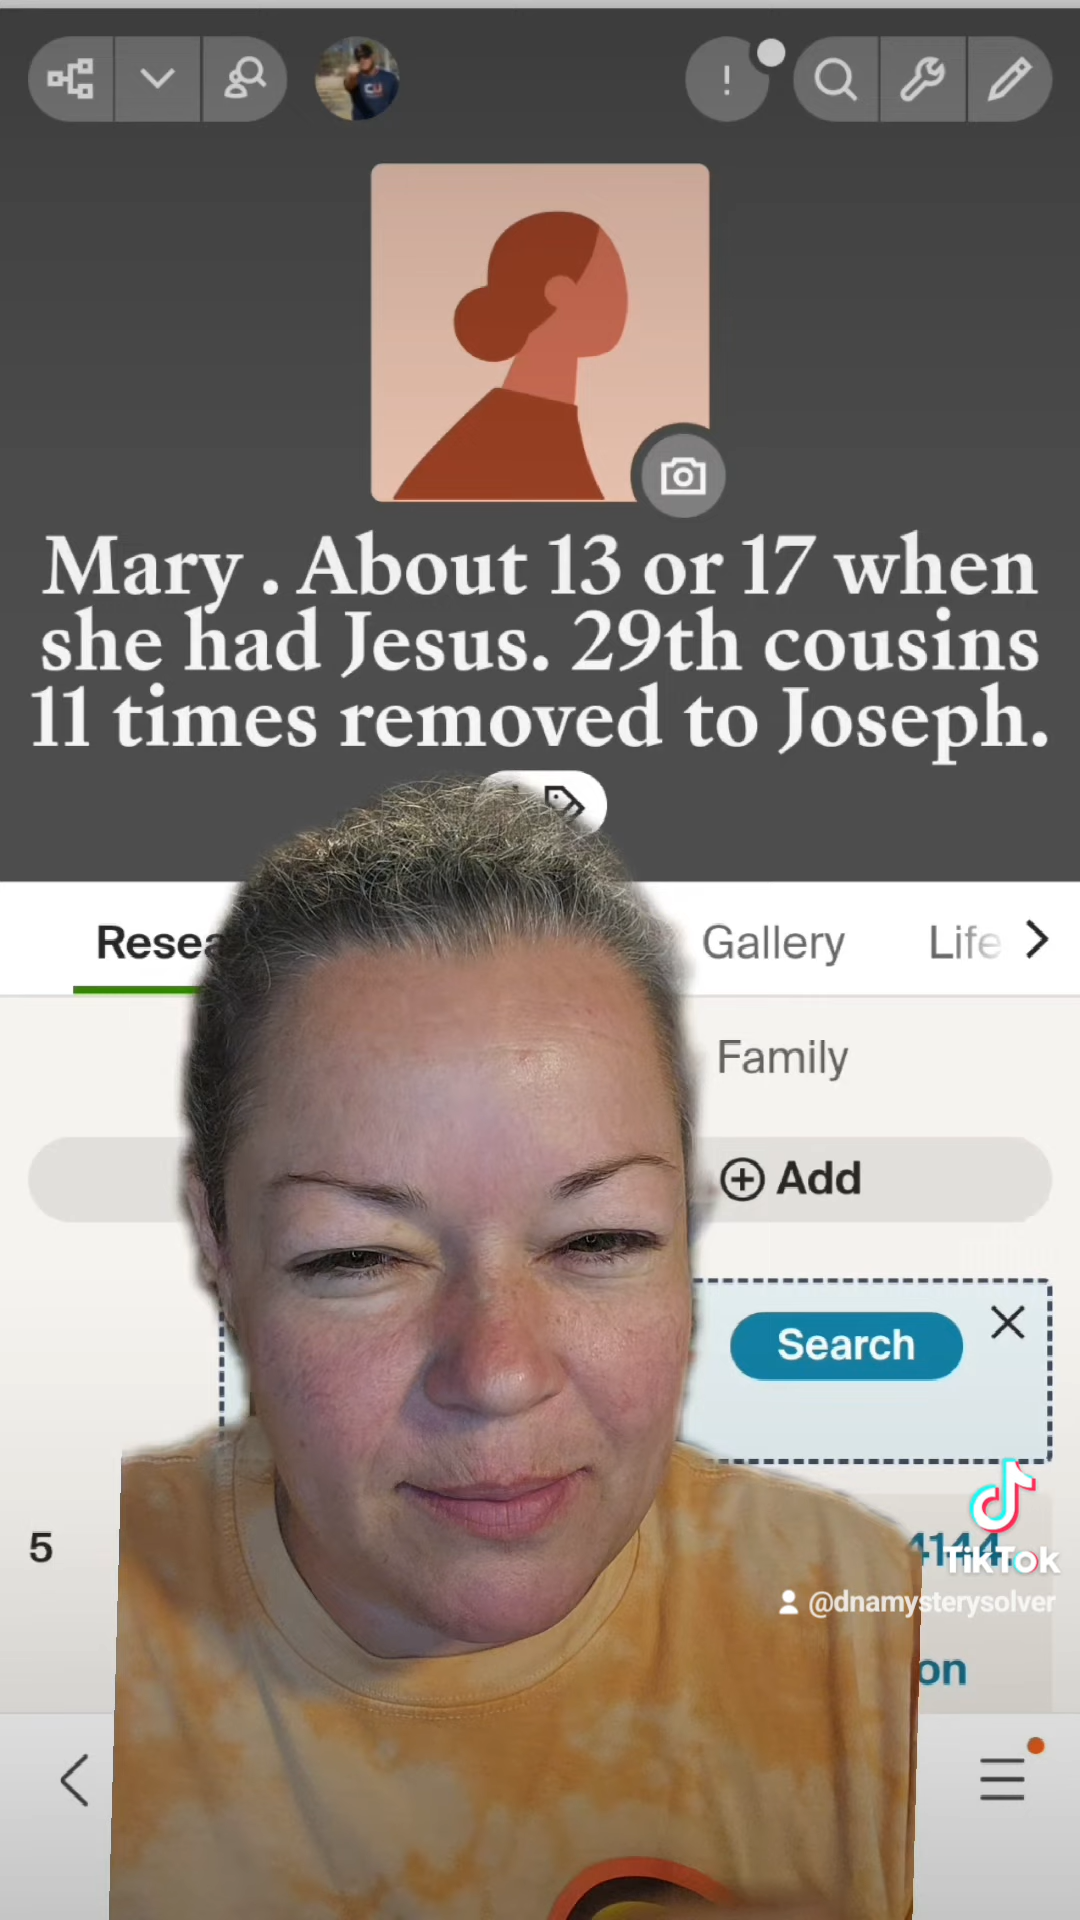 Mary . About 13 or 17 when
she had Jesus. 29th cousins
11 times removed to Joseph.
Gallery
Life
Family
Add
Search
5
TikTok
@dnamysterysolver